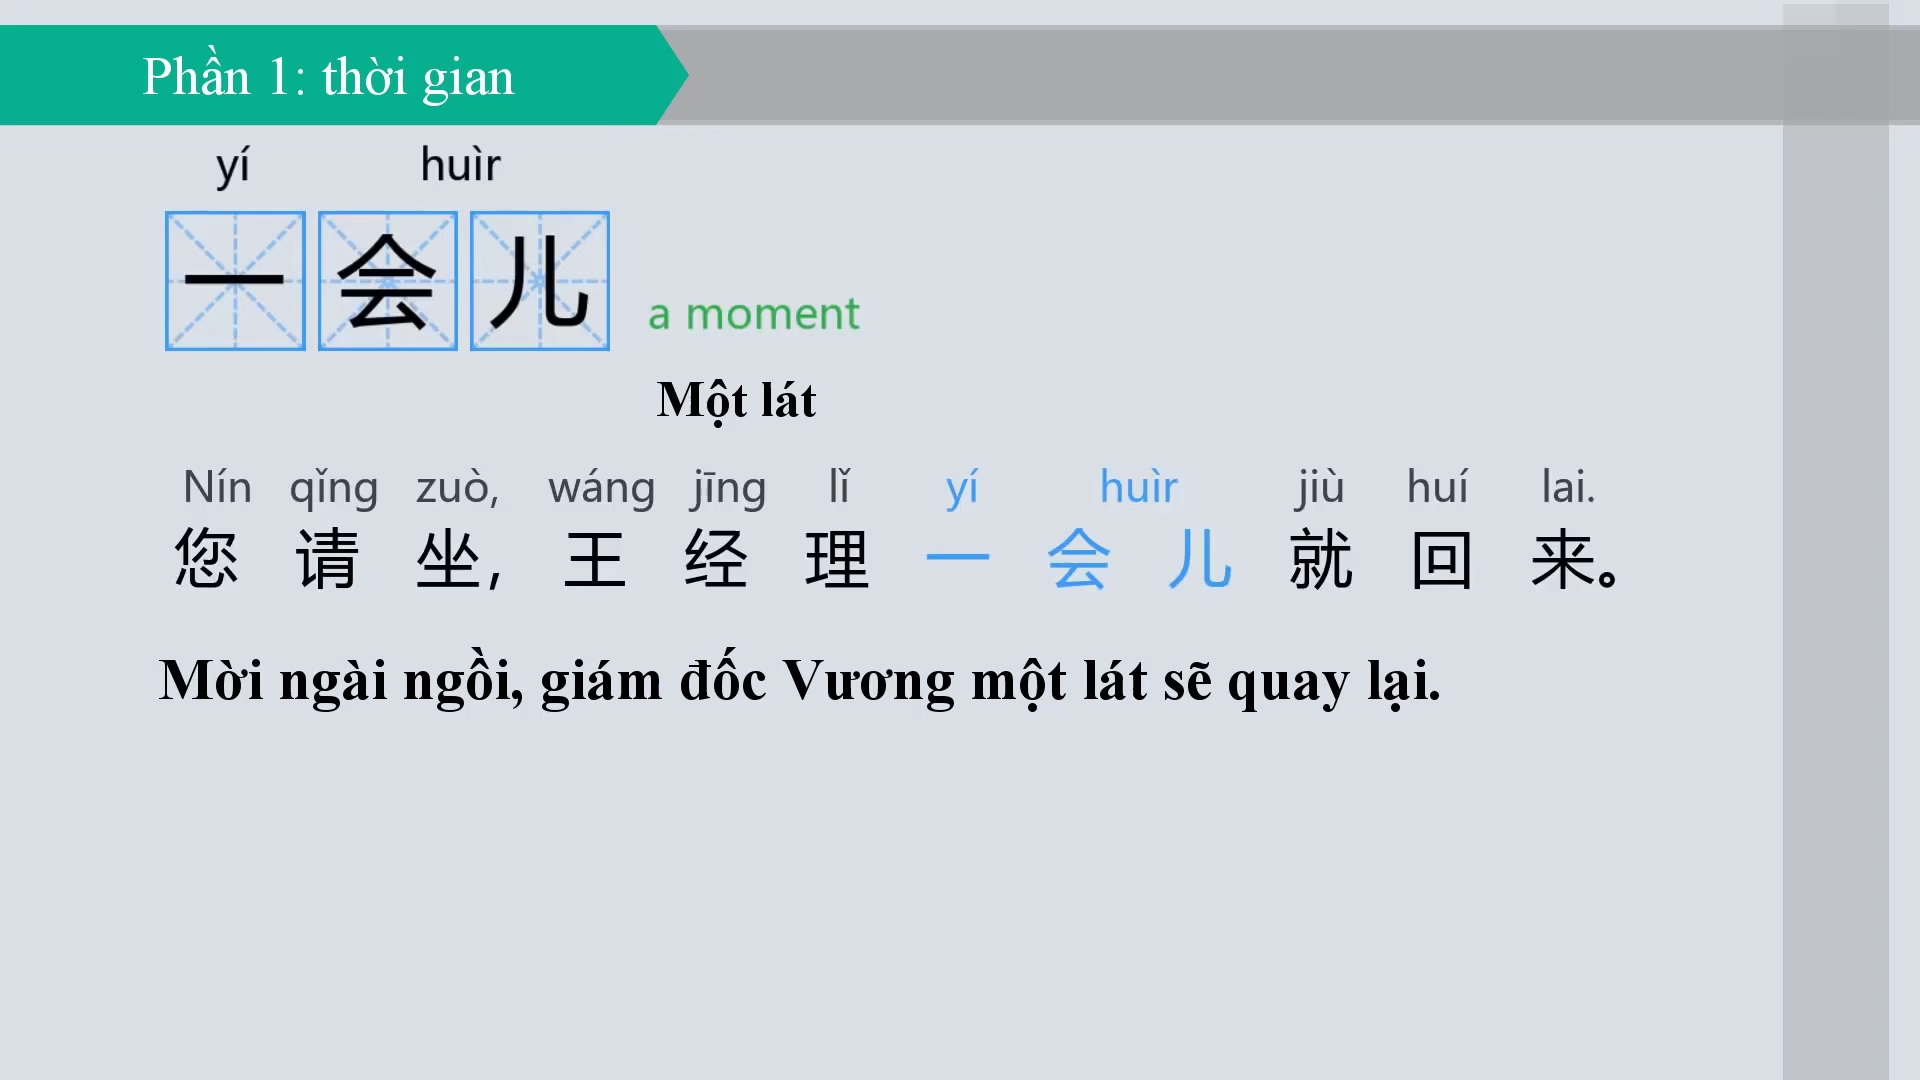 Phần 1: thời gian
yí huìr
一会儿 a moment
Một lát
Nín qǐng zuò, wáng jīng lǐ yí huìr jiù huí lai.
您请坐, 王经理一会儿就回来。
Mời ngài ngồi, giám đốc Vương một lát sẽ quay lại.